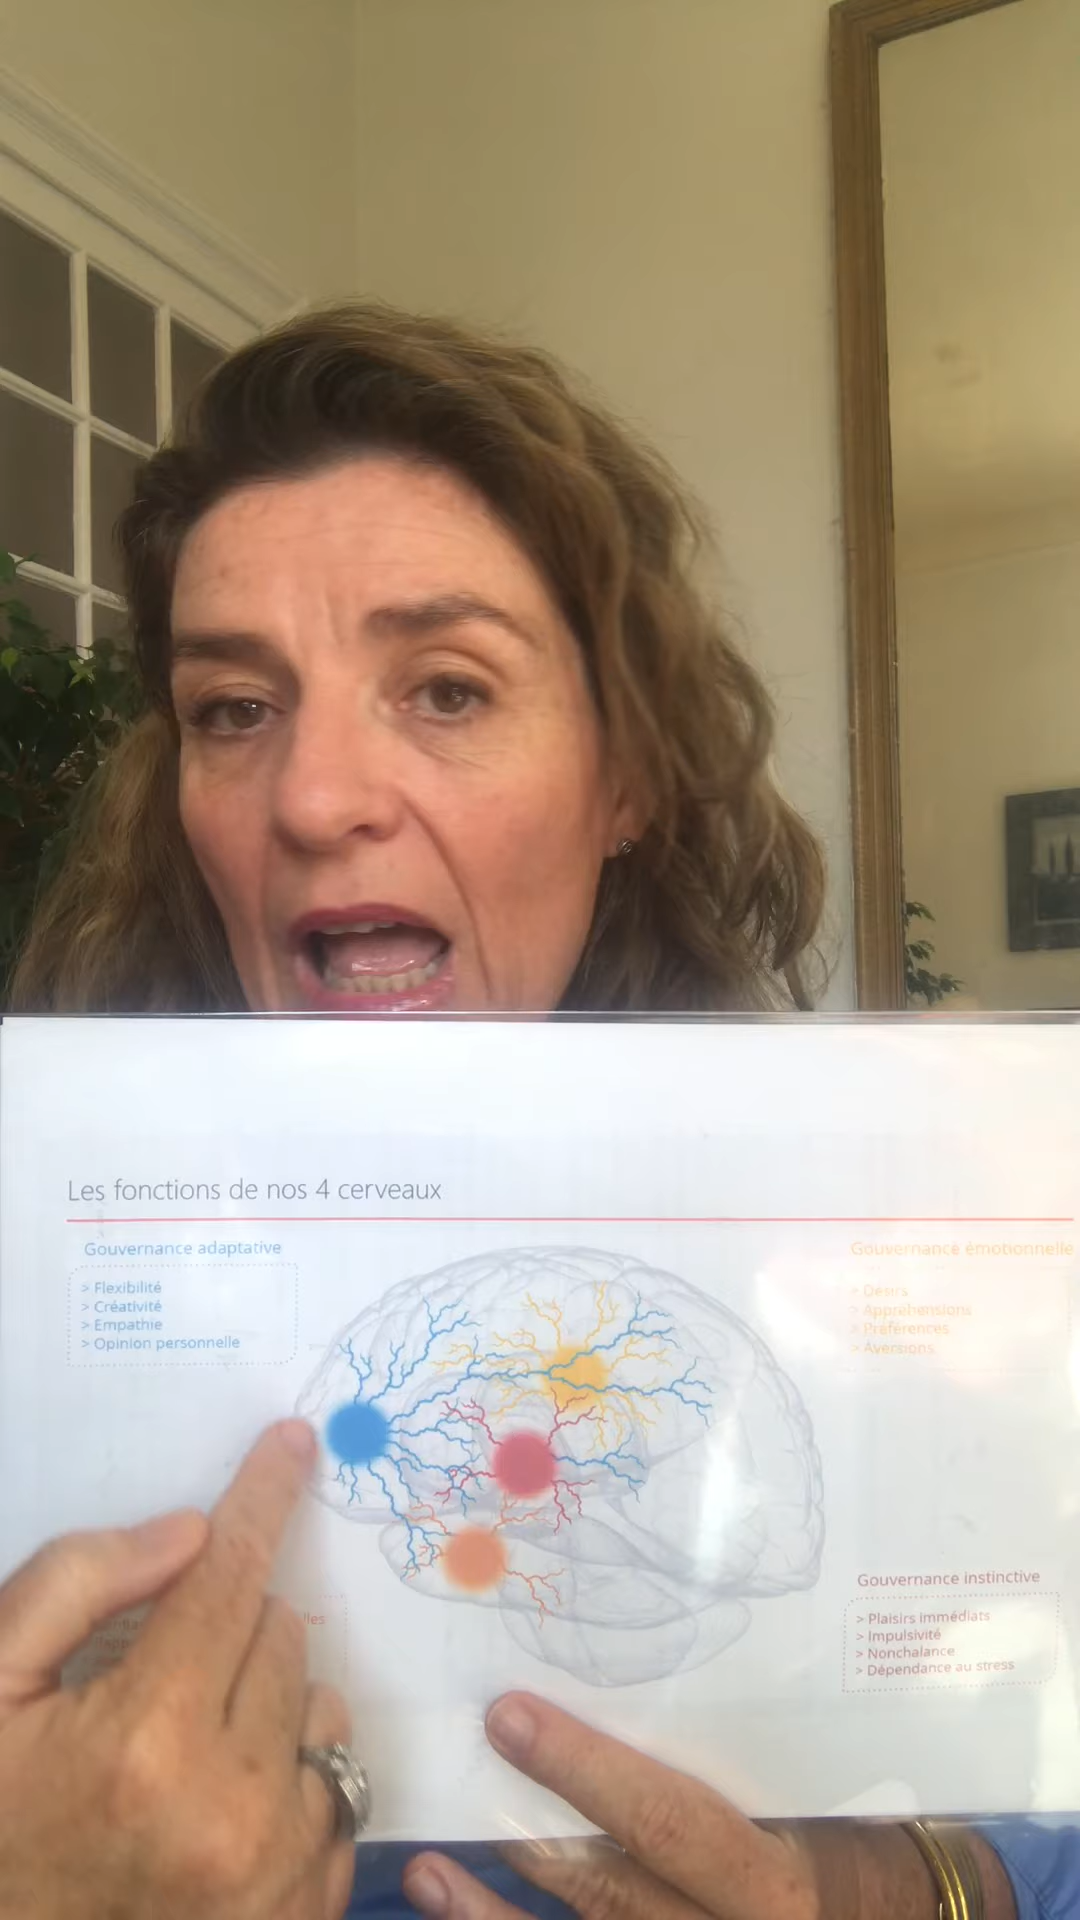 Les fonctions de nos 4 cerveaux
Gouvernance adaptative
> Flexibilité
> Créativité
> Empathie
> Opinion personnelle
Gouvernance émotionnelle
> Désirs
> Appréhensions
> Préférences
> Aversions
Gouvernance instinctive
> Plaisirs immédiats
> Impulsivité
> Nonchalance
> Dépendance au stress